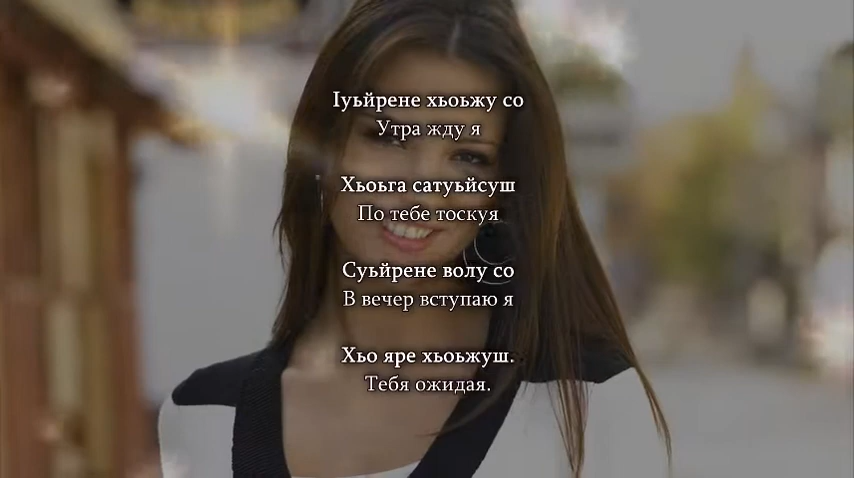 Ӏуьйрене хьоьжу со
Утра жду я
Хьоьга сатуьйсуш
По тебе тоскуя
Суьйрене волу со
В вечер вступаю я
Хьо яре хьоьжуш.
Тебя ожидая.